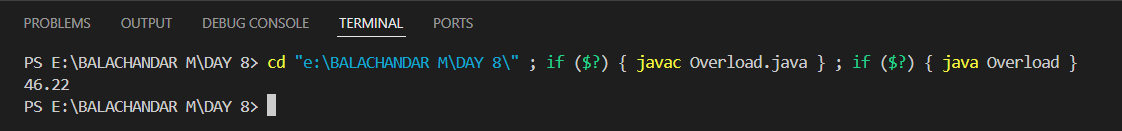 PROBLEMS OUTPUT DEBUG CONSOLE TERMINAL PORTS
PS E:\BALACHANDAR M\DAY 8> cd "e:\BALACHANDAR M\DAY 8\" ; if ($?) { javac Overload.java } ; if ($?) { java Overload }
46.22
PS E:\BALACHANDAR M\DAY 8>